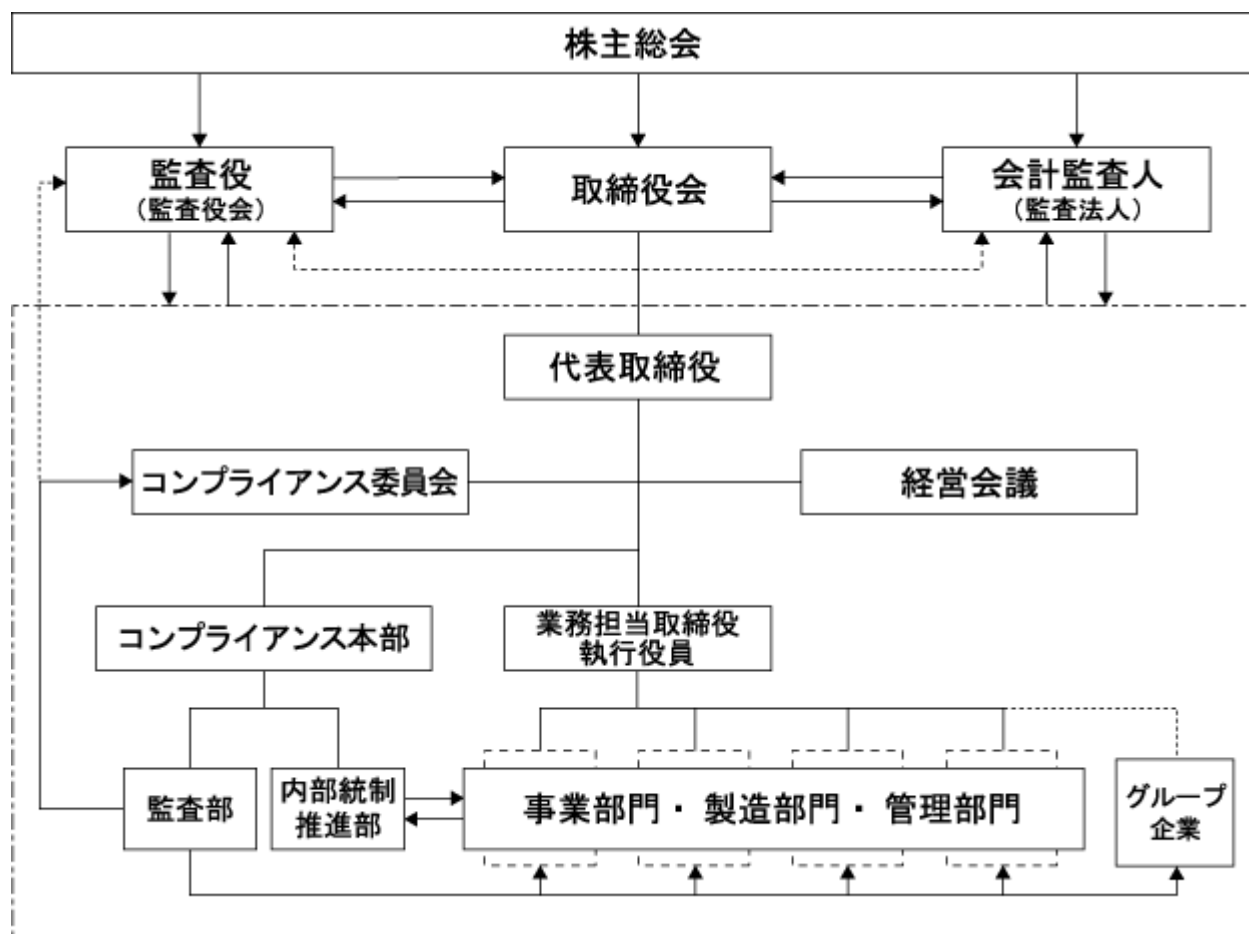 株主総会
監査役
（監査役会）
取締役会
会計監査人
（監査法人）
代表取締役
コンプライアンス委員会
経営会議
コンプライアンス本部
業務担当取締役
執行役員
監査部
内部統制
推進部
事業部門・製造部門・管理部門
グループ
企業